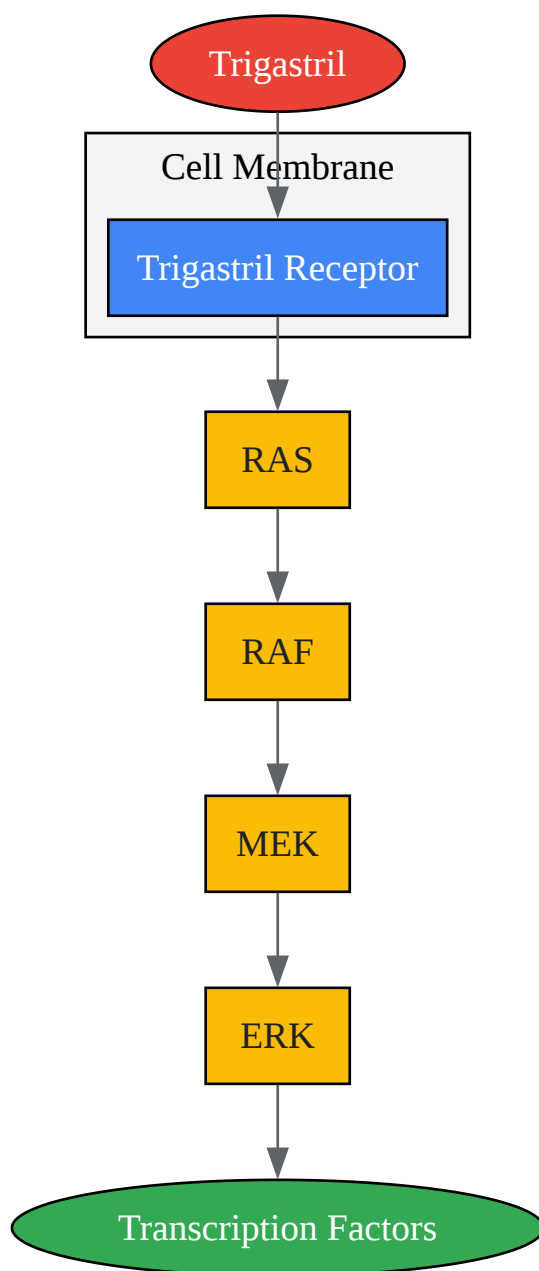 Trigastril
Cell Membrane
Trigastril Receptor
RAS
RAF
MEK
ERK
Transcription Factors